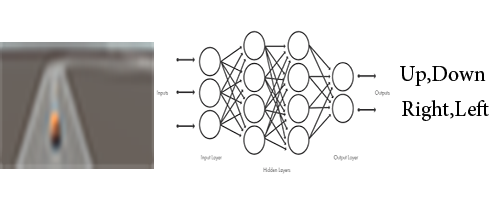 Up,Down
Inputs
Outputs
Right,Left
Input Layer
Output Layer
Hidden Layers